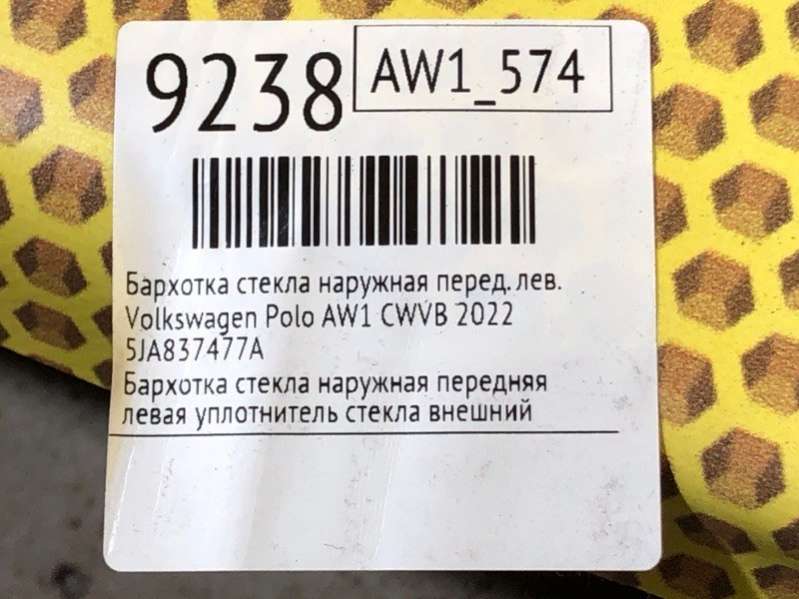 9238
AW1_574
Бархотка стекла наружная перед. лев.
Volkswagen Polo AW1 CWVB 2022
5JA837477A
Бархотка стекла наружная передняя
левая уплотнитель стекла внешний